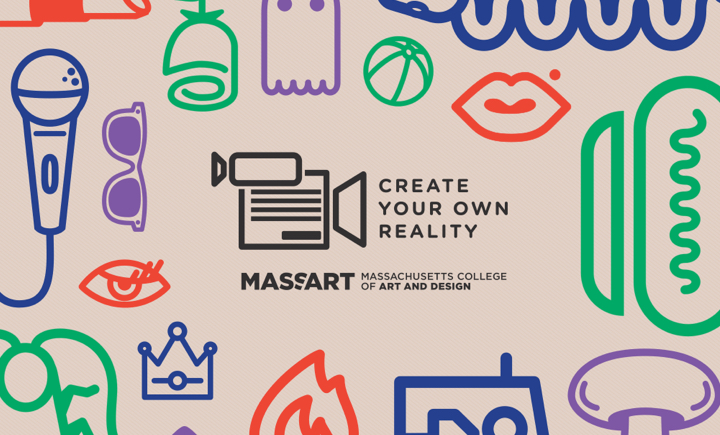 CREATE
YOUR OWN
REALITY
MASSART MASSACHUSETTS COLLEGE
OF ART AND DESIGN